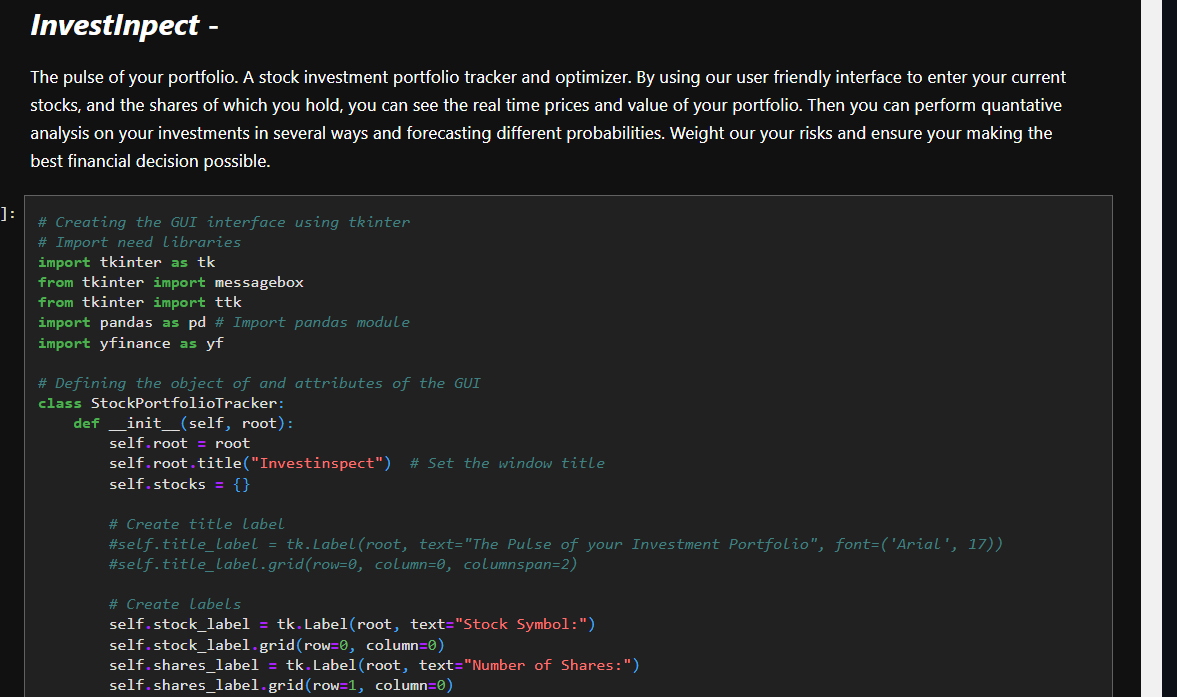 InvestInpect -
The pulse of your portfolio. A stock investment portfolio tracker and optimizer. By using our user friendly interface to enter your current
stocks, and the shares of which you hold, you can see the real time prices and value of your portfolio. Then you can perform quantative
analysis on your investments in several ways and forecasting different probabilities. Weight our your risks and ensure your making the
best financial decision possible.
]:
# Creating the GUI interface using tkinter
# Import need libraries
import tkinter as tk
from tkinter import messagebox
from tkinter import ttk
import pandas as pd # Import pandas module
import yfinance as yf
# Defining the object of and attributes of the GUI
class StockPortfolioTracker:
    def __init__(self, root):
        self.root = root
        self.root.title("Investinspect")  # Set the window title
        self.stocks = {}
        # Create title label
        #self.title_label = tk.Label(root, text="The Pulse of your Investment Portfolio", font=('Arial', 17))
        #self.title_label.grid(row=0, column=0, columnspan=2)
        # Create labels
        self.stock_label = tk.Label(root, text="Stock Symbol:")
        self.stock_label.grid(row=0, column=0)
        self.shares_label = tk.Label(root, text="Number of Shares:")
        self.shares_label.grid(row=1, column=0)